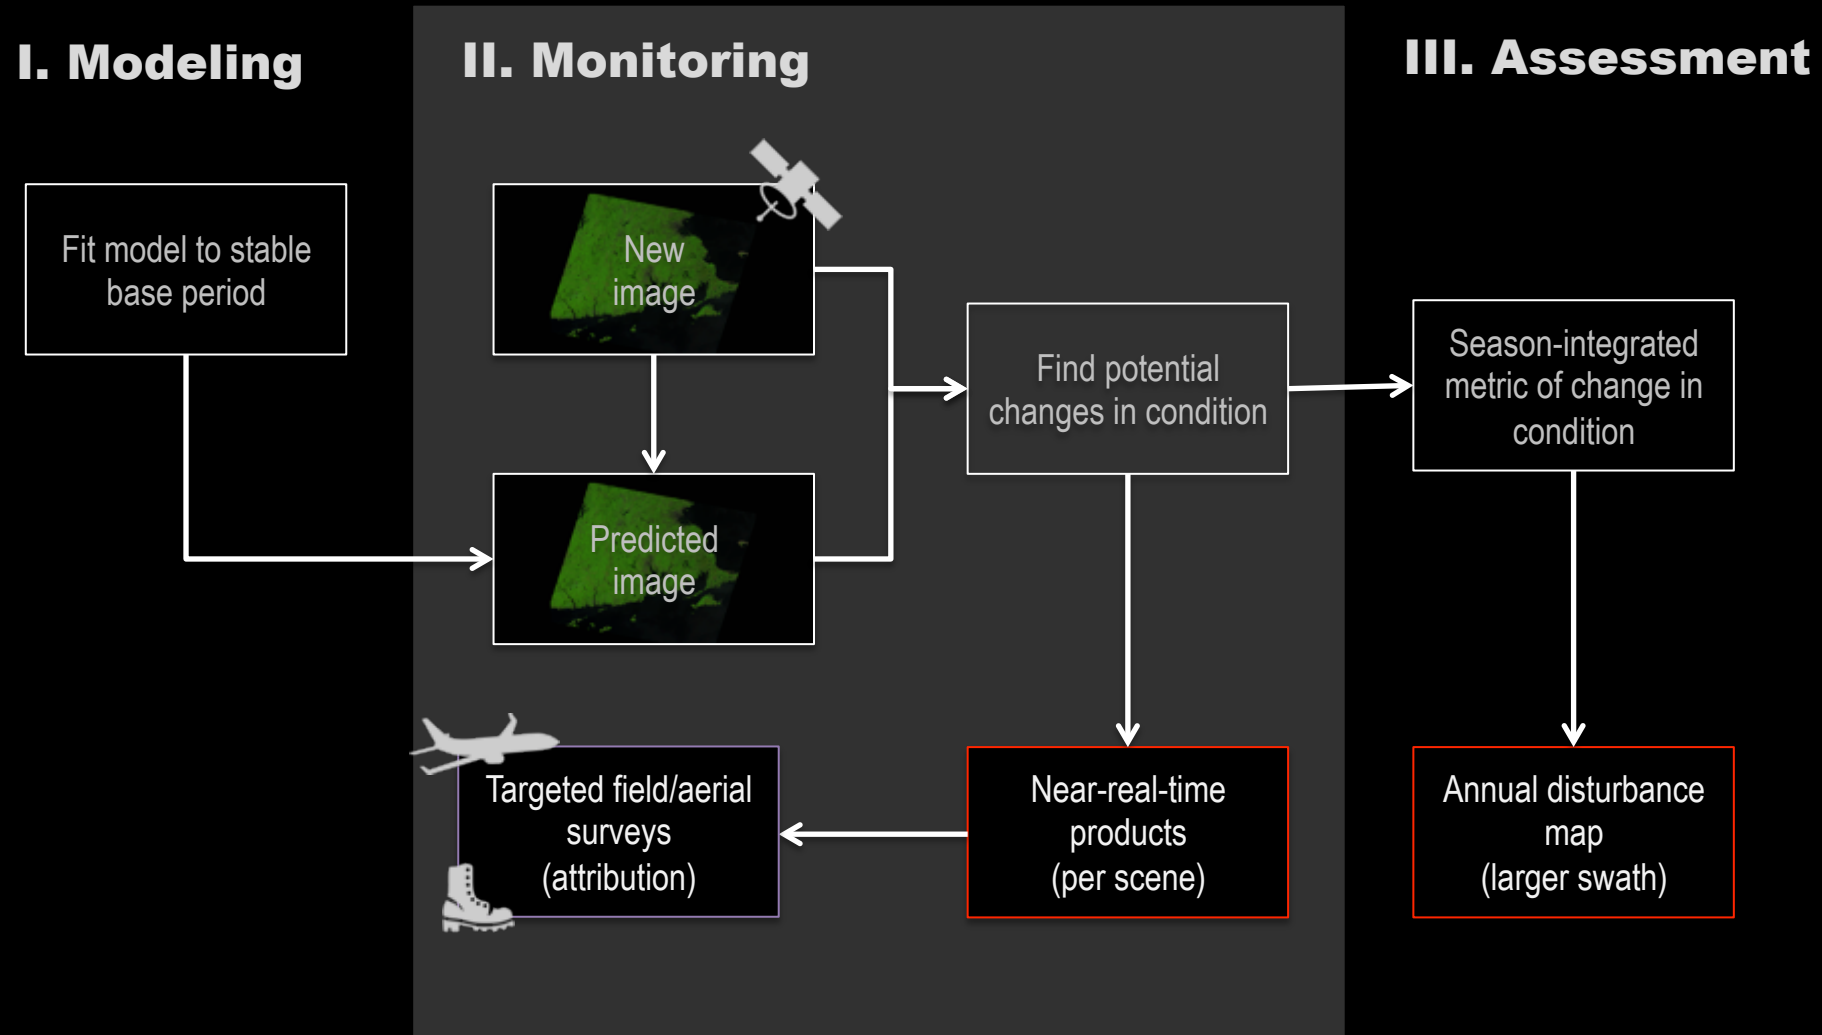 I. Modeling
II. Monitoring
III. Assessment
Fit model to stable
base period
New
image
Predicted
image
Find potential
changes in condition
Season-integrated
metric of change in
condition
Targeted field/aerial
surveys
(attribution)
Near-real-time
products
(per scene)
Annual disturbance
map
(larger swath)